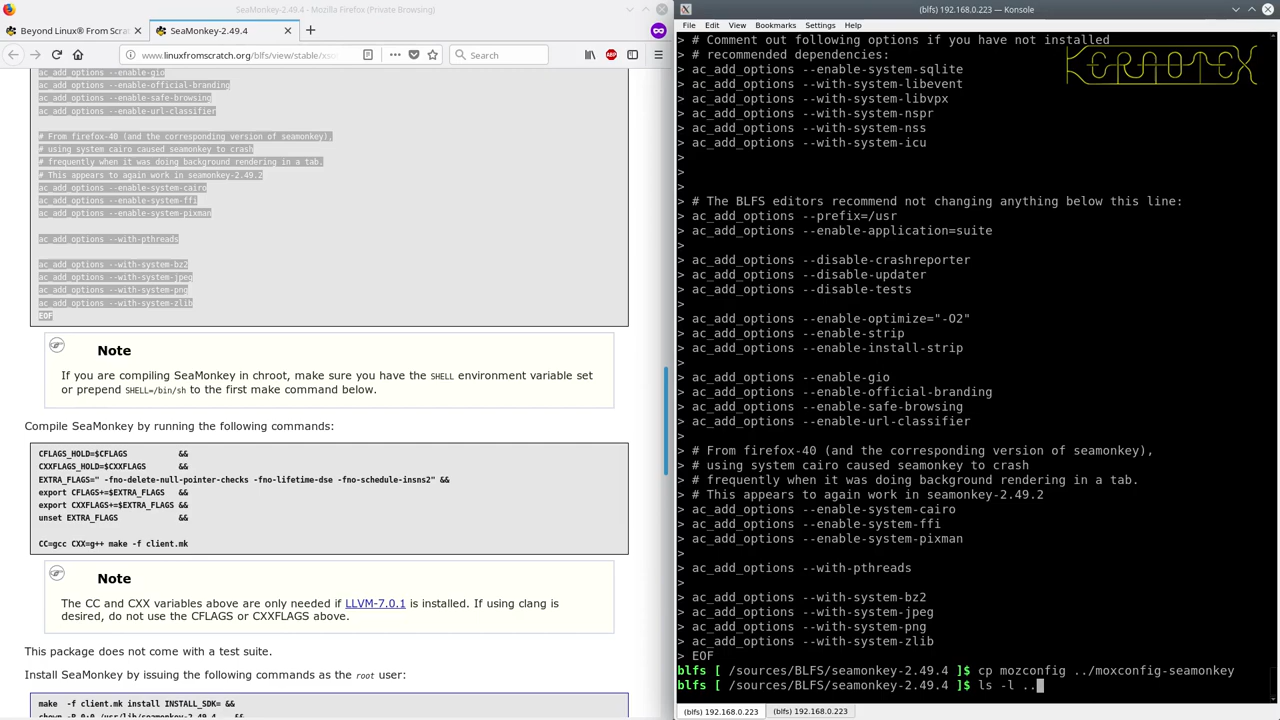 SeaMonkey-2.49.4 - Mozilla Firefox (Private Browsing)
Beyond Linux® From Scrat
SeaMonkey-2.49.4
www.linuxfromscratch.org/blfs/view/stable/xsc
Search
ac_add_options --enable-gio
ac_add_options --enable-official-branding
ac_add_options --enable-safe-browsing
ac_add_options --enable-url-classifier
# From firefox-40 (and the corresponding version of seamonkey),
# using system cairo caused seamonkey to crash
# frequently when it was doing background rendering in a tab.
# This appears to again work in seamonkey-2.49.2
ac_add_options --enable-system-cairo
ac_add_options --enable-system-ffi
ac_add_options --enable-system-pixman
ac_add_options --with-pthreads
ac_add_options --with-system-bz2
ac_add_options --with-system-jpeg
ac_add_options --with-system-png
ac_add_options --with-system-zlib
EOF
Note
If you are compiling SeaMonkey in chroot, make sure you have the SHELL environment variable set
or prepend SHELL=/bin/sh to the first make command below.
Compile SeaMonkey by running the following commands:
CFLAGS_HOLD=$CFLAGS &&
CXXFLAGS_HOLD=$CXXFLAGS &&
EXTRA_FLAGS=" -fno-delete-null-pointer-checks -fno-lifetime-dse -fno-schedule-insns2" &&
export CFLAGS+=$EXTRA_FLAGS &&
export CXXFLAGS+=$EXTRA_FLAGS &&
unset EXTRA_FLAGS &&
CC=gcc CXX=g++ make -f client.mk
Note
The CC and CXX variables above are only needed if LLVM-7.0.1 is installed. If using clang is
desired, do not use the CFLAGS or CXXFLAGS above.
This package does not come with a test suite.
Install SeaMonkey by issuing the following commands as the root user:
make -f client.mk install INSTALL_SDK= &&
chown -R 0:0 /usr/lib/seamonkey-2.49.4 &&
(blfs) 192.168.0.223 — Konsole
File Edit View Bookmarks Settings Help
KERNOTEX
> # Comment out following options if you have not installed
> # recommended dependencies:
> ac_add_options --enable-system-sqlite
> ac_add_options --with-system-libevent
> ac_add_options --with-system-libvpx
> ac_add_options --with-system-nspr
> ac_add_options --with-system-nss
> ac_add_options --with-system-icu
>
>
>
> # The BLFS editors recommend not changing anything below this line:
> ac_add_options --prefix=/usr
> ac_add_options --enable-application=suite
>
> ac_add_options --disable-crashreporter
> ac_add_options --disable-updater
> ac_add_options --disable-tests
>
> ac_add_options --enable-optimize="-O2"
> ac_add_options --enable-strip
> ac_add_options --enable-install-strip
>
> ac_add_options --enable-gio
> ac_add_options --enable-official-branding
> ac_add_options --enable-safe-browsing
> ac_add_options --enable-url-classifier
>
> # From firefox-40 (and the corresponding version of seamonkey),
> # using system cairo caused seamonkey to crash
> # frequently when it was doing background rendering in a tab.
> # This appears to again work in seamonkey-2.49.2
> ac_add_options --enable-system-cairo
> ac_add_options --enable-system-ffi
> ac_add_options --enable-system-pixman
>
> ac_add_options --with-pthreads
>
> ac_add_options --with-system-bz2
> ac_add_options --with-system-jpeg
> ac_add_options --with-system-png
> ac_add_options --with-system-zlib
> EOF
blfs [ /sources/BLFS/seamonkey-2.49.4 ]$ cp mozconfig ../moxconfig-seamonkey
blfs [ /sources/BLFS/seamonkey-2.49.4 ]$ ls -l ..
(blfs) 192.168.0.223
(blfs) 192.168.0.223